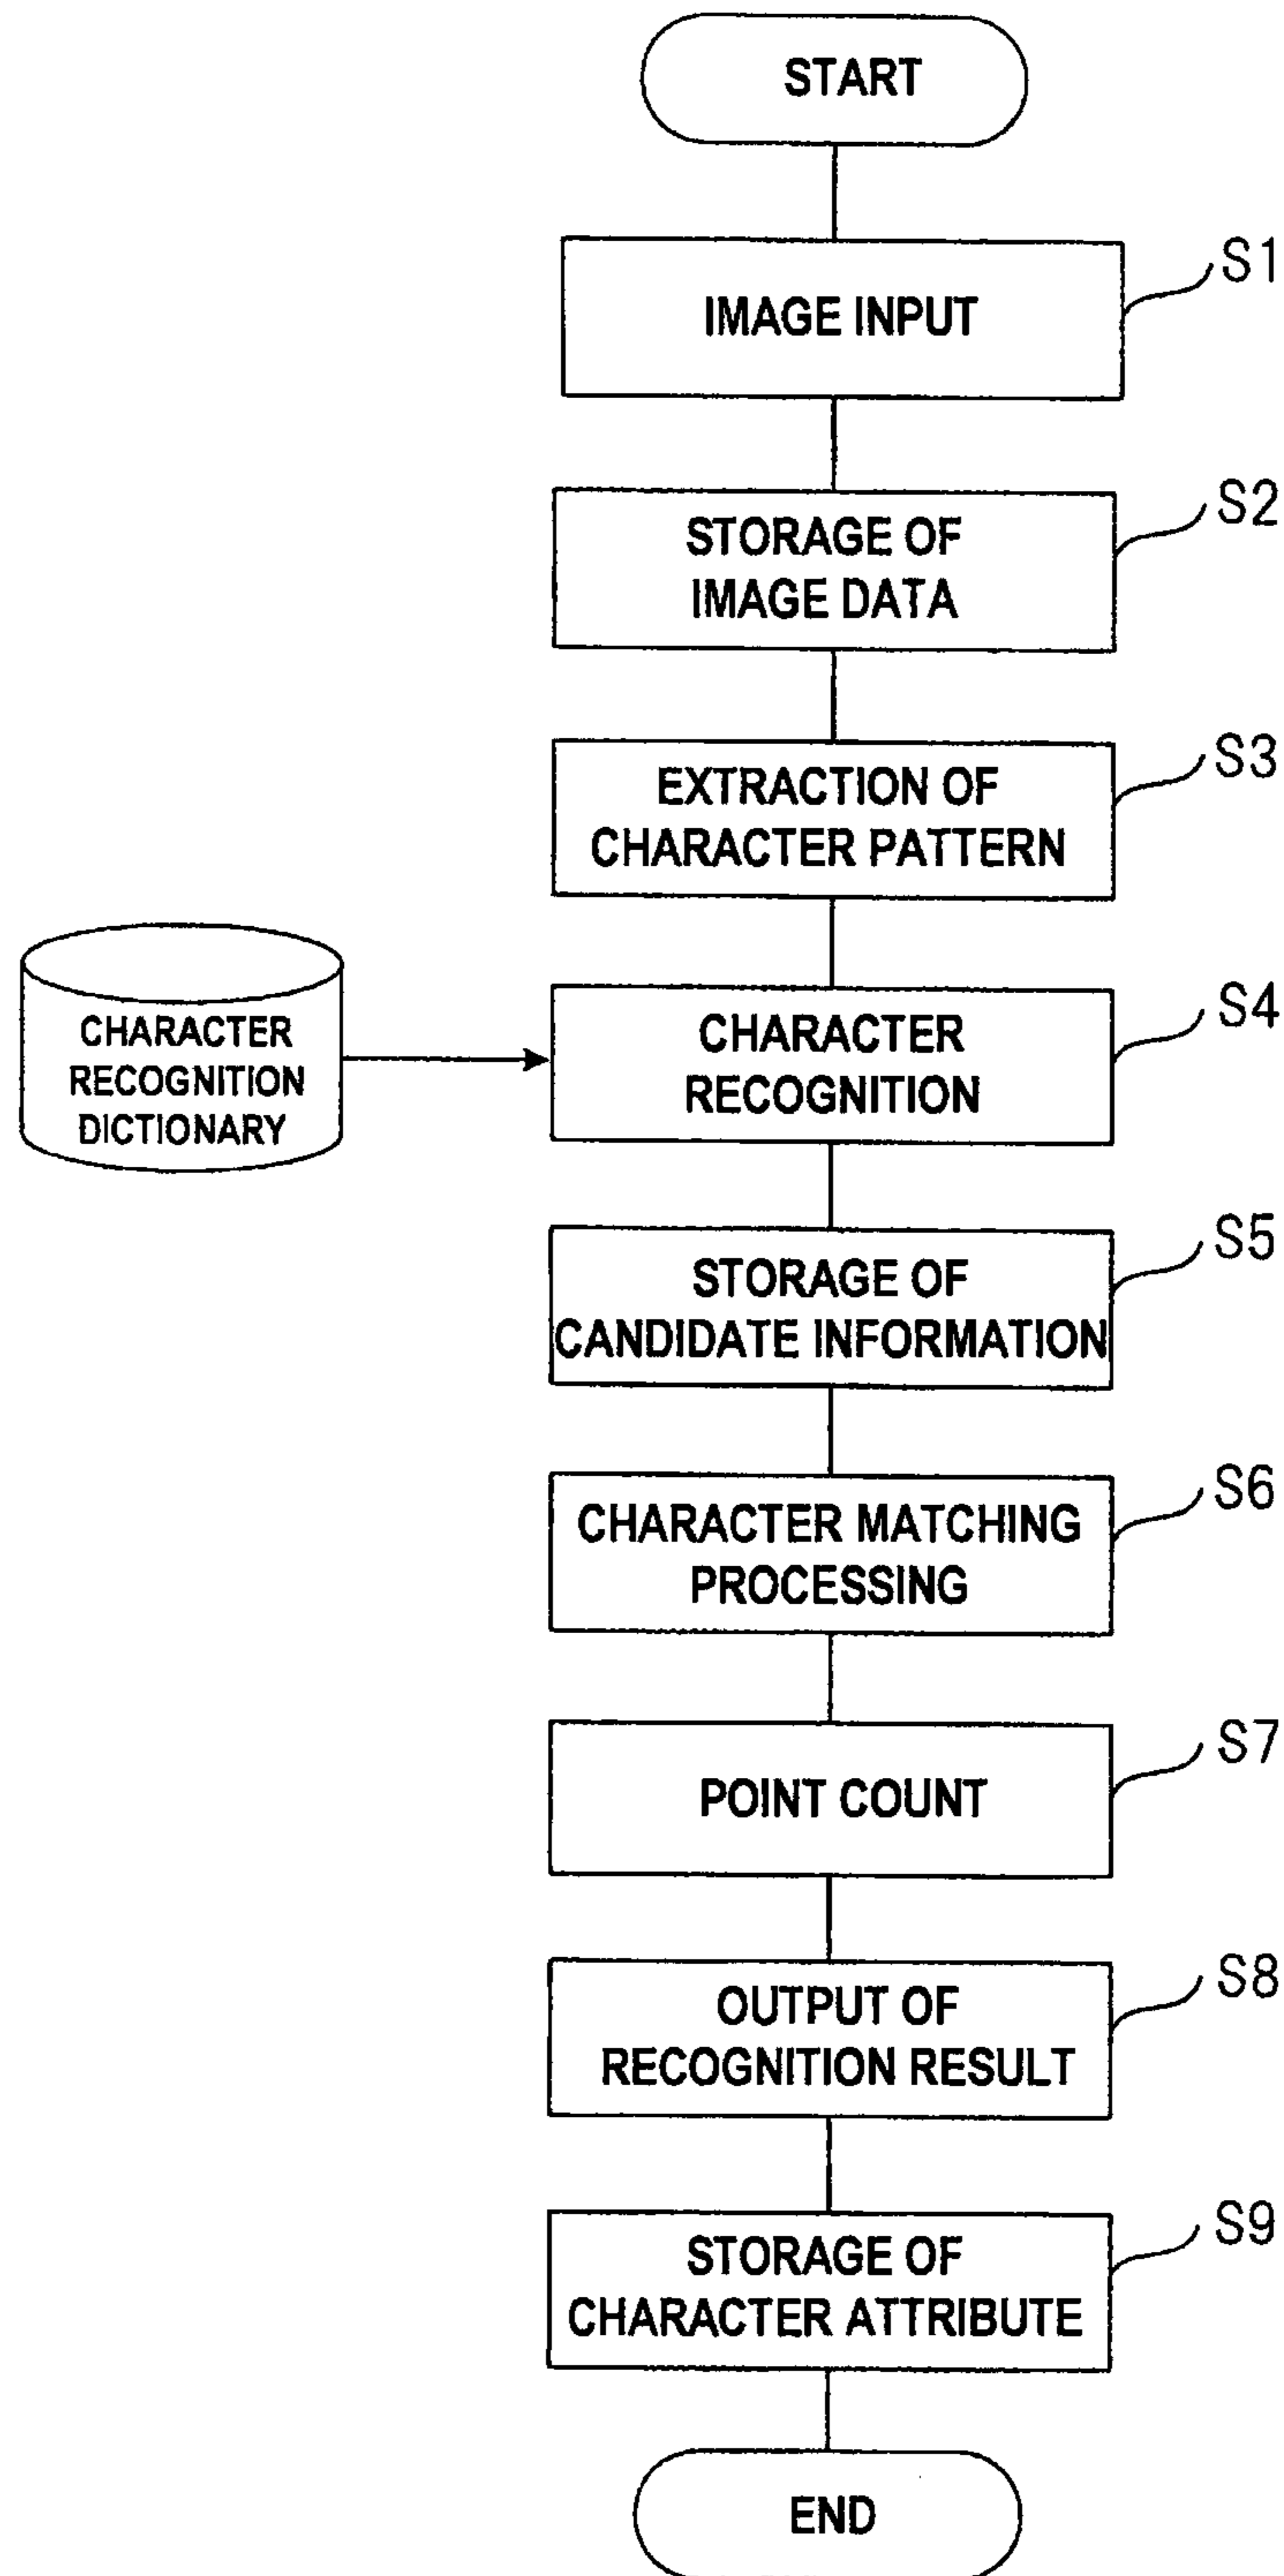 START
IMAGE INPUT
S1
STORAGE OF
IMAGE DATA
S2
EXTRACTION OF
CHARACTER PATTERN
S3
CHARACTER
RECOGNITION
DICTIONARY
CHARACTER
RECOGNITION
S4
STORAGE OF
CANDIDATE INFORMATION
S5
CHARACTER MATCHING
PROCESSING
S6
POINT COUNT
S7
OUTPUT OF
RECOGNITION RESULT
S8
STORAGE OF
CHARACTER ATTRIBUTE
S9
END